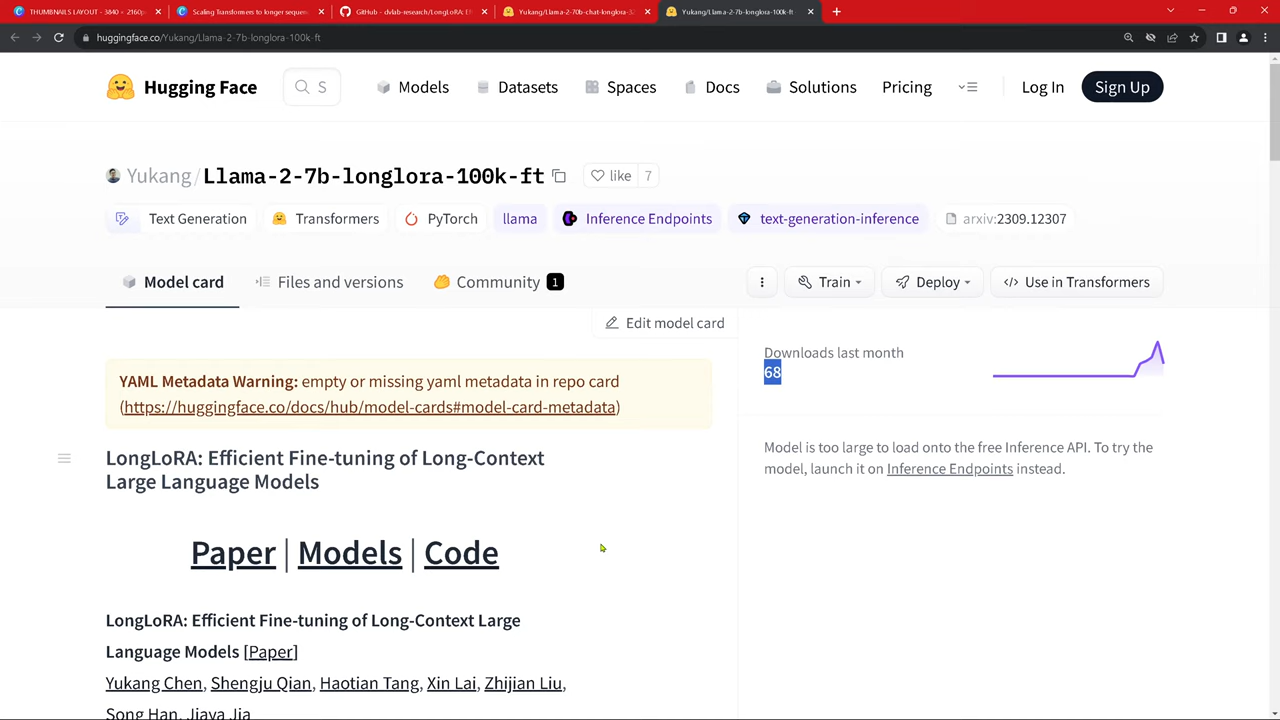 THUMBNAILS LAYOUT - 3840 × 2160p
Scaling Transformers to longer sequen
GitHub - dvlab-research/LongLoRA: E
Yukang/Llama-2-70b-chat-longlora-32
Yukang/Llama-2-7b-longlora-100k-ft
huggingface.co/Yukang/Llama-2-7b-longlora-100k-ft
Hugging Face
S
Models
Datasets
Spaces
Docs
Solutions
Pricing
Log In
Sign Up
Yukang/Llama-2-7b-longlora-100k-ft
like 7
Text Generation
Transformers
PyTorch
llama
Inference Endpoints
text-generation-inference
arxiv:2309.12307
Model card
Files and versions
Community 1
Train
Deploy
Use in Transformers
Edit model card
YAML Metadata Warning: empty or missing yaml metadata in repo card
(https://huggingface.co/docs/hub/model-cards#model-card-metadata)
LongLoRA: Efficient Fine-tuning of Long-Context
Large Language Models
Paper | Models | Code
LongLoRA: Efficient Fine-tuning of Long-Context Large
Language Models [Paper]
Yukang Chen, Shengju Qian, Haotian Tang, Xin Lai, Zhijian Liu,
Song Han, Jiaya Jia
Downloads last month
68
Model is too large to load onto the free Inference API. To try the
model, launch it on Inference Endpoints instead.